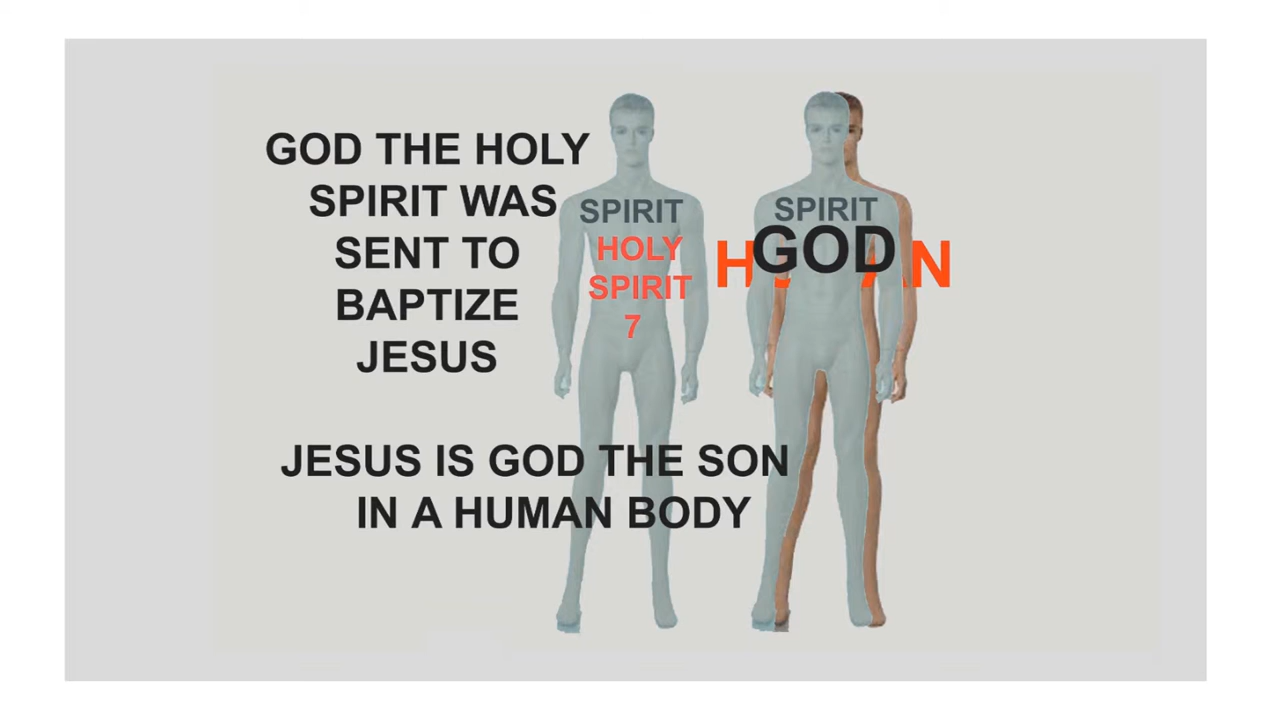 GOD THE HOLY
SPIRIT WAS
SENT TO
BAPTIZE
JESUS
SPIRIT
HOLY
SPIRIT
7
SPIRIT
GOD
JESUS IS GOD THE SON
IN A HUMAN BODY